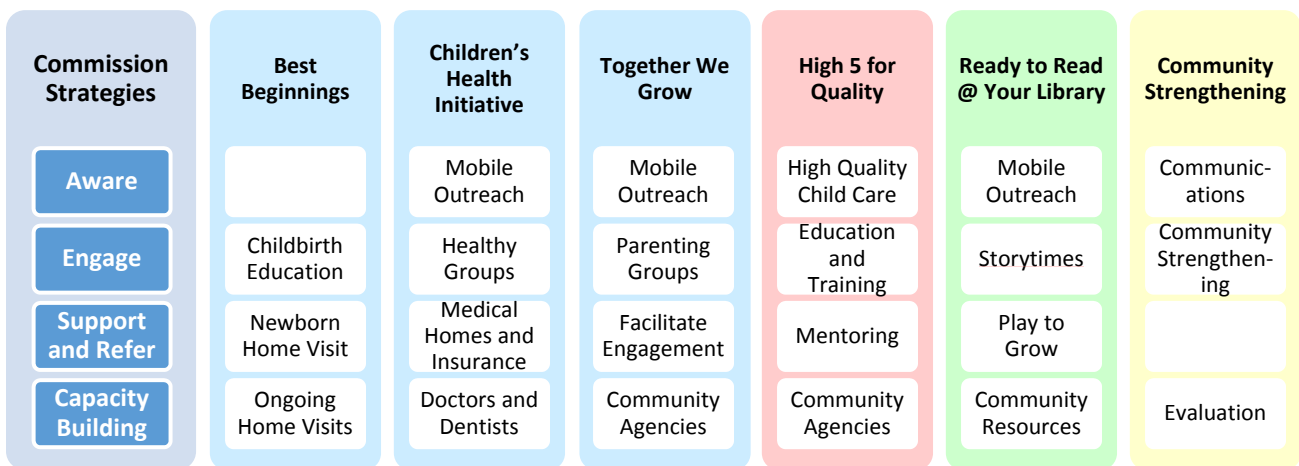 Commission
Strategies
Aware
Engage
Support
and Refer
Capacity
Building
Best
Beginnings
Childbirth
Education
Newborn
Home Visit
Ongoing
Home Visits
Children’s
Health
Initiative
Mobile
Outreach
Healthy
Groups
Medical
Homes and
Insurance
Doctors and
Dentists
Together We
Grow
Mobile
Outreach
Parenting
Groups
Facilitate
Engagement
Community
Agencies
High 5 for
Quality
High Quality
Child Care
Education
and
Training
Mentoring
Community
Agencies
Ready to Read
@ Your Library
Mobile
Outreach
Storytimes
Play to
Grow
Community
Resources
Community
Strengthening
Communic-
ations
Community
Strengthen-
ing
Evaluation